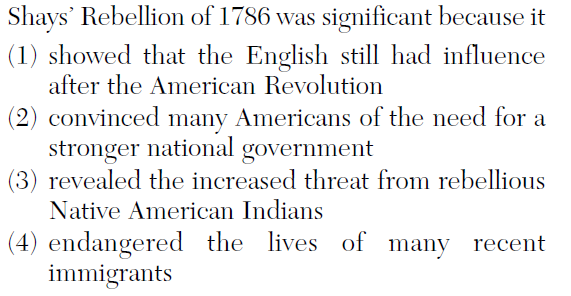 Shays’ Rebellion of 1786 was significant because it
(1) showed that the English still had influence
after the American Revolution
(2) convinced many Americans of the need for a
stronger national government
(3) revealed the increased threat from rebellious
Native American Indians
(4) endangered the lives of many recent
immigrants